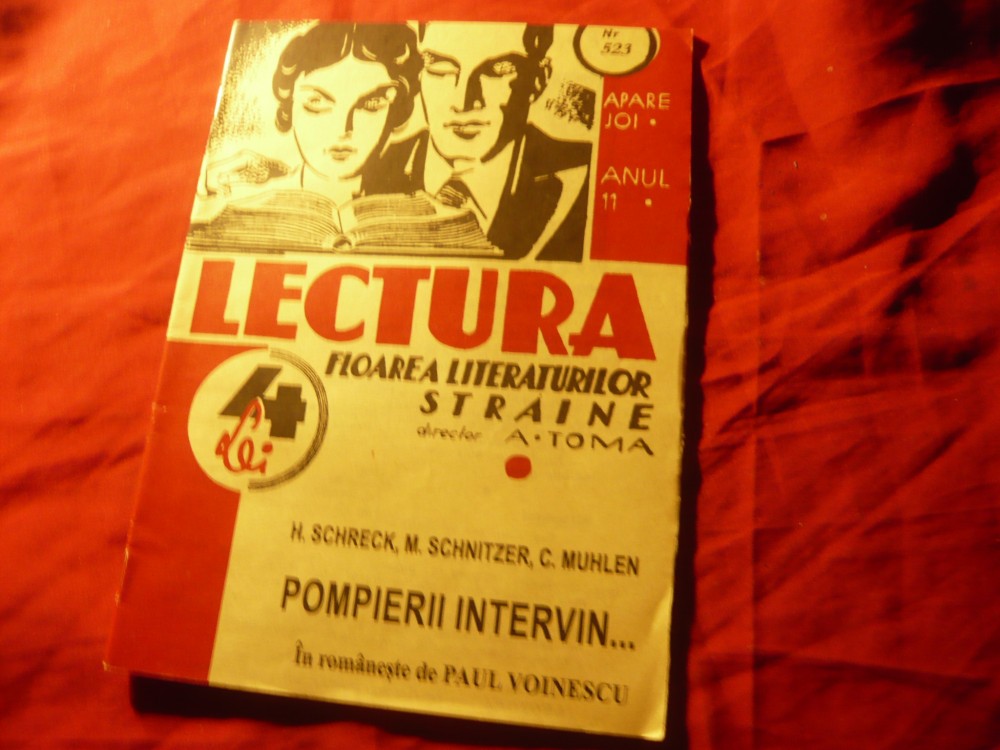 Nr
523
APARE
JOI •
ANUL
11 •
LECTURA
FLOAREA LITERATURILOR
STRAINE
director A•TOMA
4
Lei
H. SCHRECK, M. SCHNITZER, C. MUHLEN
POMPIERII INTERVIN...
În românește de PAUL VOINESCU